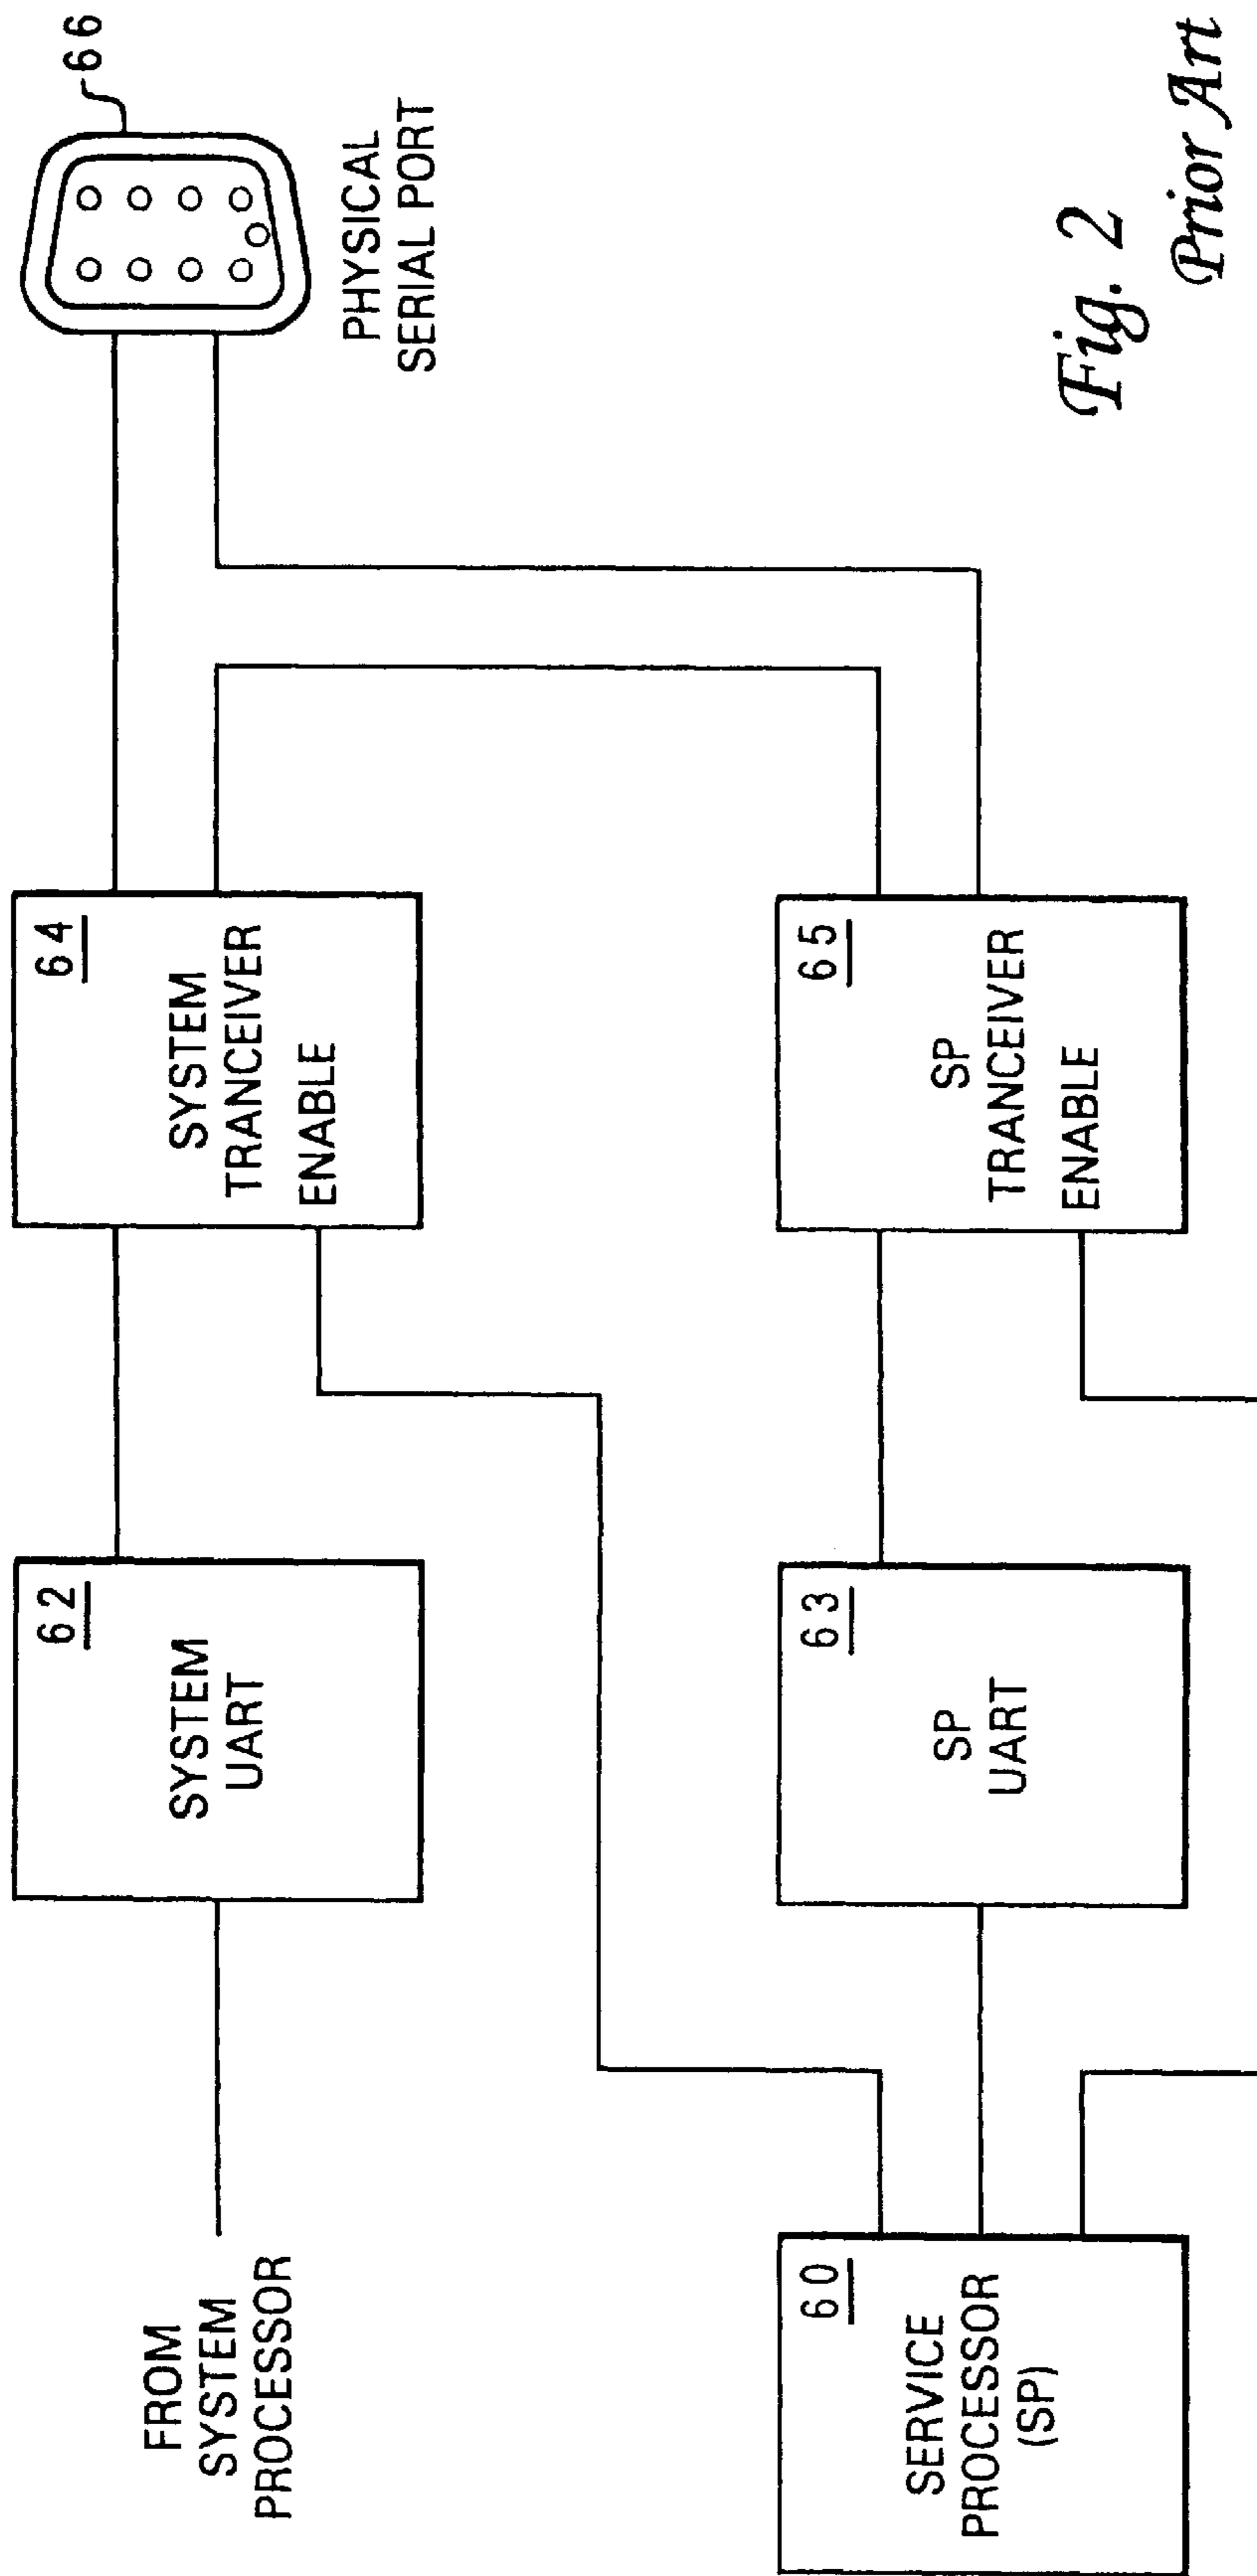 FROM
SYSTEM
PROCESSOR
62
SYSTEM
UART
64
SYSTEM
TRANCEIVER
ENABLE
66
PHYSICAL
SERIAL PORT
60
SERVICE
PROCESSOR
(SP)
63
SP
UART
65
SP
TRANCEIVER
ENABLE
Fig. 2
Prior Art